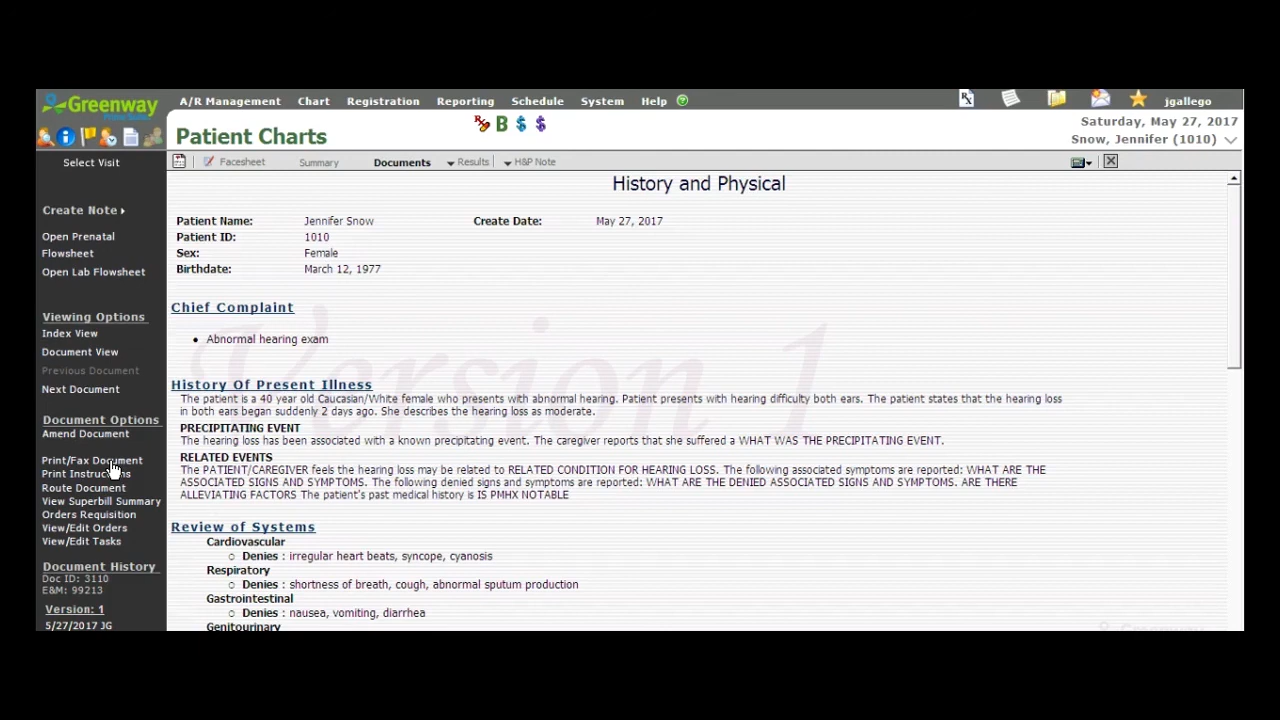 Greenway
A/R Management Chart Registration Reporting Schedule System Help jgallego
Patient Charts
Saturday, May 27, 2017
Snow, Jennifer (1010)
Select Visit
Facesheet Summary Documents Results H&P Note
Create Note
Open Prenatal
Flowsheet
Open Lab Flowsheet
Viewing Options
Index View
Document View
Previous Document
Next Document
Document Options
Amend Document
Print/Fax Document
Print Instructions
Route Document
View Superbill Summary
Orders Requisition
View/Edit Orders
View/Edit Tasks
Document History
Doc ID: 3110
E&M: 99213
Version: 1
5/27/2017 JG
History and Physical
Patient Name: Jennifer Snow Create Date: May 27, 2017
Patient ID: 1010
Sex: Female
Birthdate: March 12, 1977
Version 1
Chief Complaint
• Abnormal hearing exam
History Of Present Illness
The patient is a 40 year old Caucasian/White female who presents with abnormal hearing. Patient presents with hearing difficulty both ears. The patient states that the hearing loss
in both ears began suddenly 2 days ago. She describes the hearing loss as moderate.
PRECIPITATING EVENT
The hearing loss has been associated with a known precipitating event. The caregiver reports that she suffered a WHAT WAS THE PRECIPITATING EVENT.
RELATED EVENTS
The PATIENT/CAREGIVER feels the hearing loss may be related to RELATED CONDITION FOR HEARING LOSS. The following associated symptoms are reported: WHAT ARE THE
ASSOCIATED SIGNS AND SYMPTOMS. The following denied signs and symptoms are reported: WHAT ARE THE DENIED ASSOCIATED SIGNS AND SYMPTOMS. ARE THERE
ALLEVIATING FACTORS The patient's past medical history is IS PMHX NOTABLE
Review of Systems
Cardiovascular
Denies : irregular heart beats, syncope, cyanosis
Respiratory
Denies : shortness of breath, cough, abnormal sputum production
Gastrointestinal
Denies : nausea, vomiting, diarrhea
Genitourinary